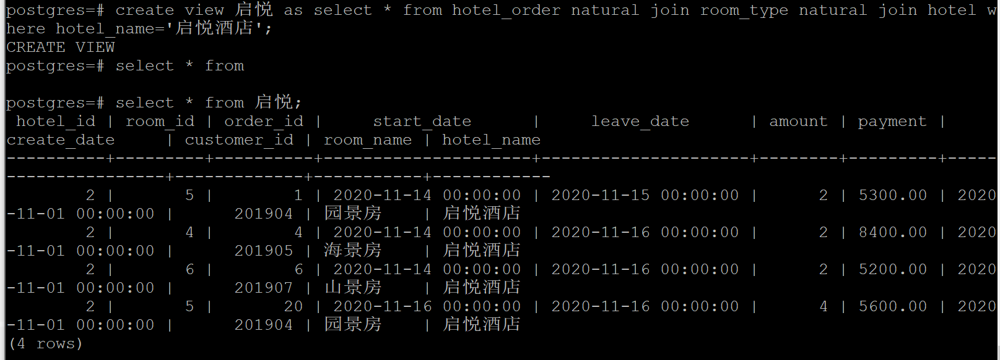 postgres=# create view 启悦 as select * from hotel_order natural join room_type natural join hotel w
here hotel_name='启悦酒店';
CREATE VIEW
postgres=# select * from
postgres=# select * from 启悦;
 hotel_id | room_id | order_id |     start_date      |     leave_date      | amount | payment |
create_date     | customer_id | room_name | hotel_name
----------+---------+----------+---------------------+---------------------+--------+---------+-----
----------------+-------------+-----------+------------
        2 |       5 |        1 | 2020-11-14 00:00:00 | 2020-11-15 00:00:00 |      2 | 5300.00 | 2020
-11-01 00:00:00 |      201904 | 园景房    | 启悦酒店
        2 |       4 |        4 | 2020-11-14 00:00:00 | 2020-11-16 00:00:00 |      2 | 8400.00 | 2020
-11-01 00:00:00 |      201905 | 海景房    | 启悦酒店
        2 |       6 |        6 | 2020-11-14 00:00:00 | 2020-11-16 00:00:00 |      2 | 5200.00 | 2020
-11-01 00:00:00 |      201907 | 山景房    | 启悦酒店
        2 |       5 |       20 | 2020-11-16 00:00:00 | 2020-11-16 00:00:00 |      4 | 5600.00 | 2020
-11-01 00:00:00 |      201904 | 园景房    | 启悦酒店
(4 rows)